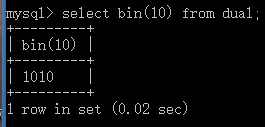 mysql> select bin(10) from dual;
+---------+
| bin(10) |
+---------+
| 1010    |
+---------+
1 row in set (0.02 sec)